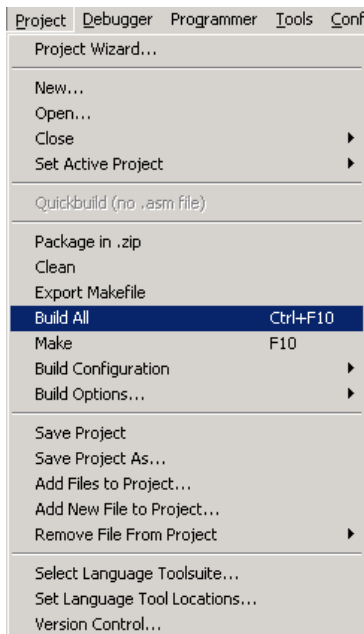 Project Debugger Programmer Tools Conf
Project Wizard...
New...
Open...
Close
Set Active Project
Quickbuild (no .asm file)
Package in .zip
Clean
Export Makefile
Build All Ctrl+F10
Make F10
Build Configuration
Build Options...
Save Project
Save Project As...
Add Files to Project...
Add New File to Project...
Remove File From Project
Select Language Toolsuite...
Set Language Tool Locations...
Version Control...